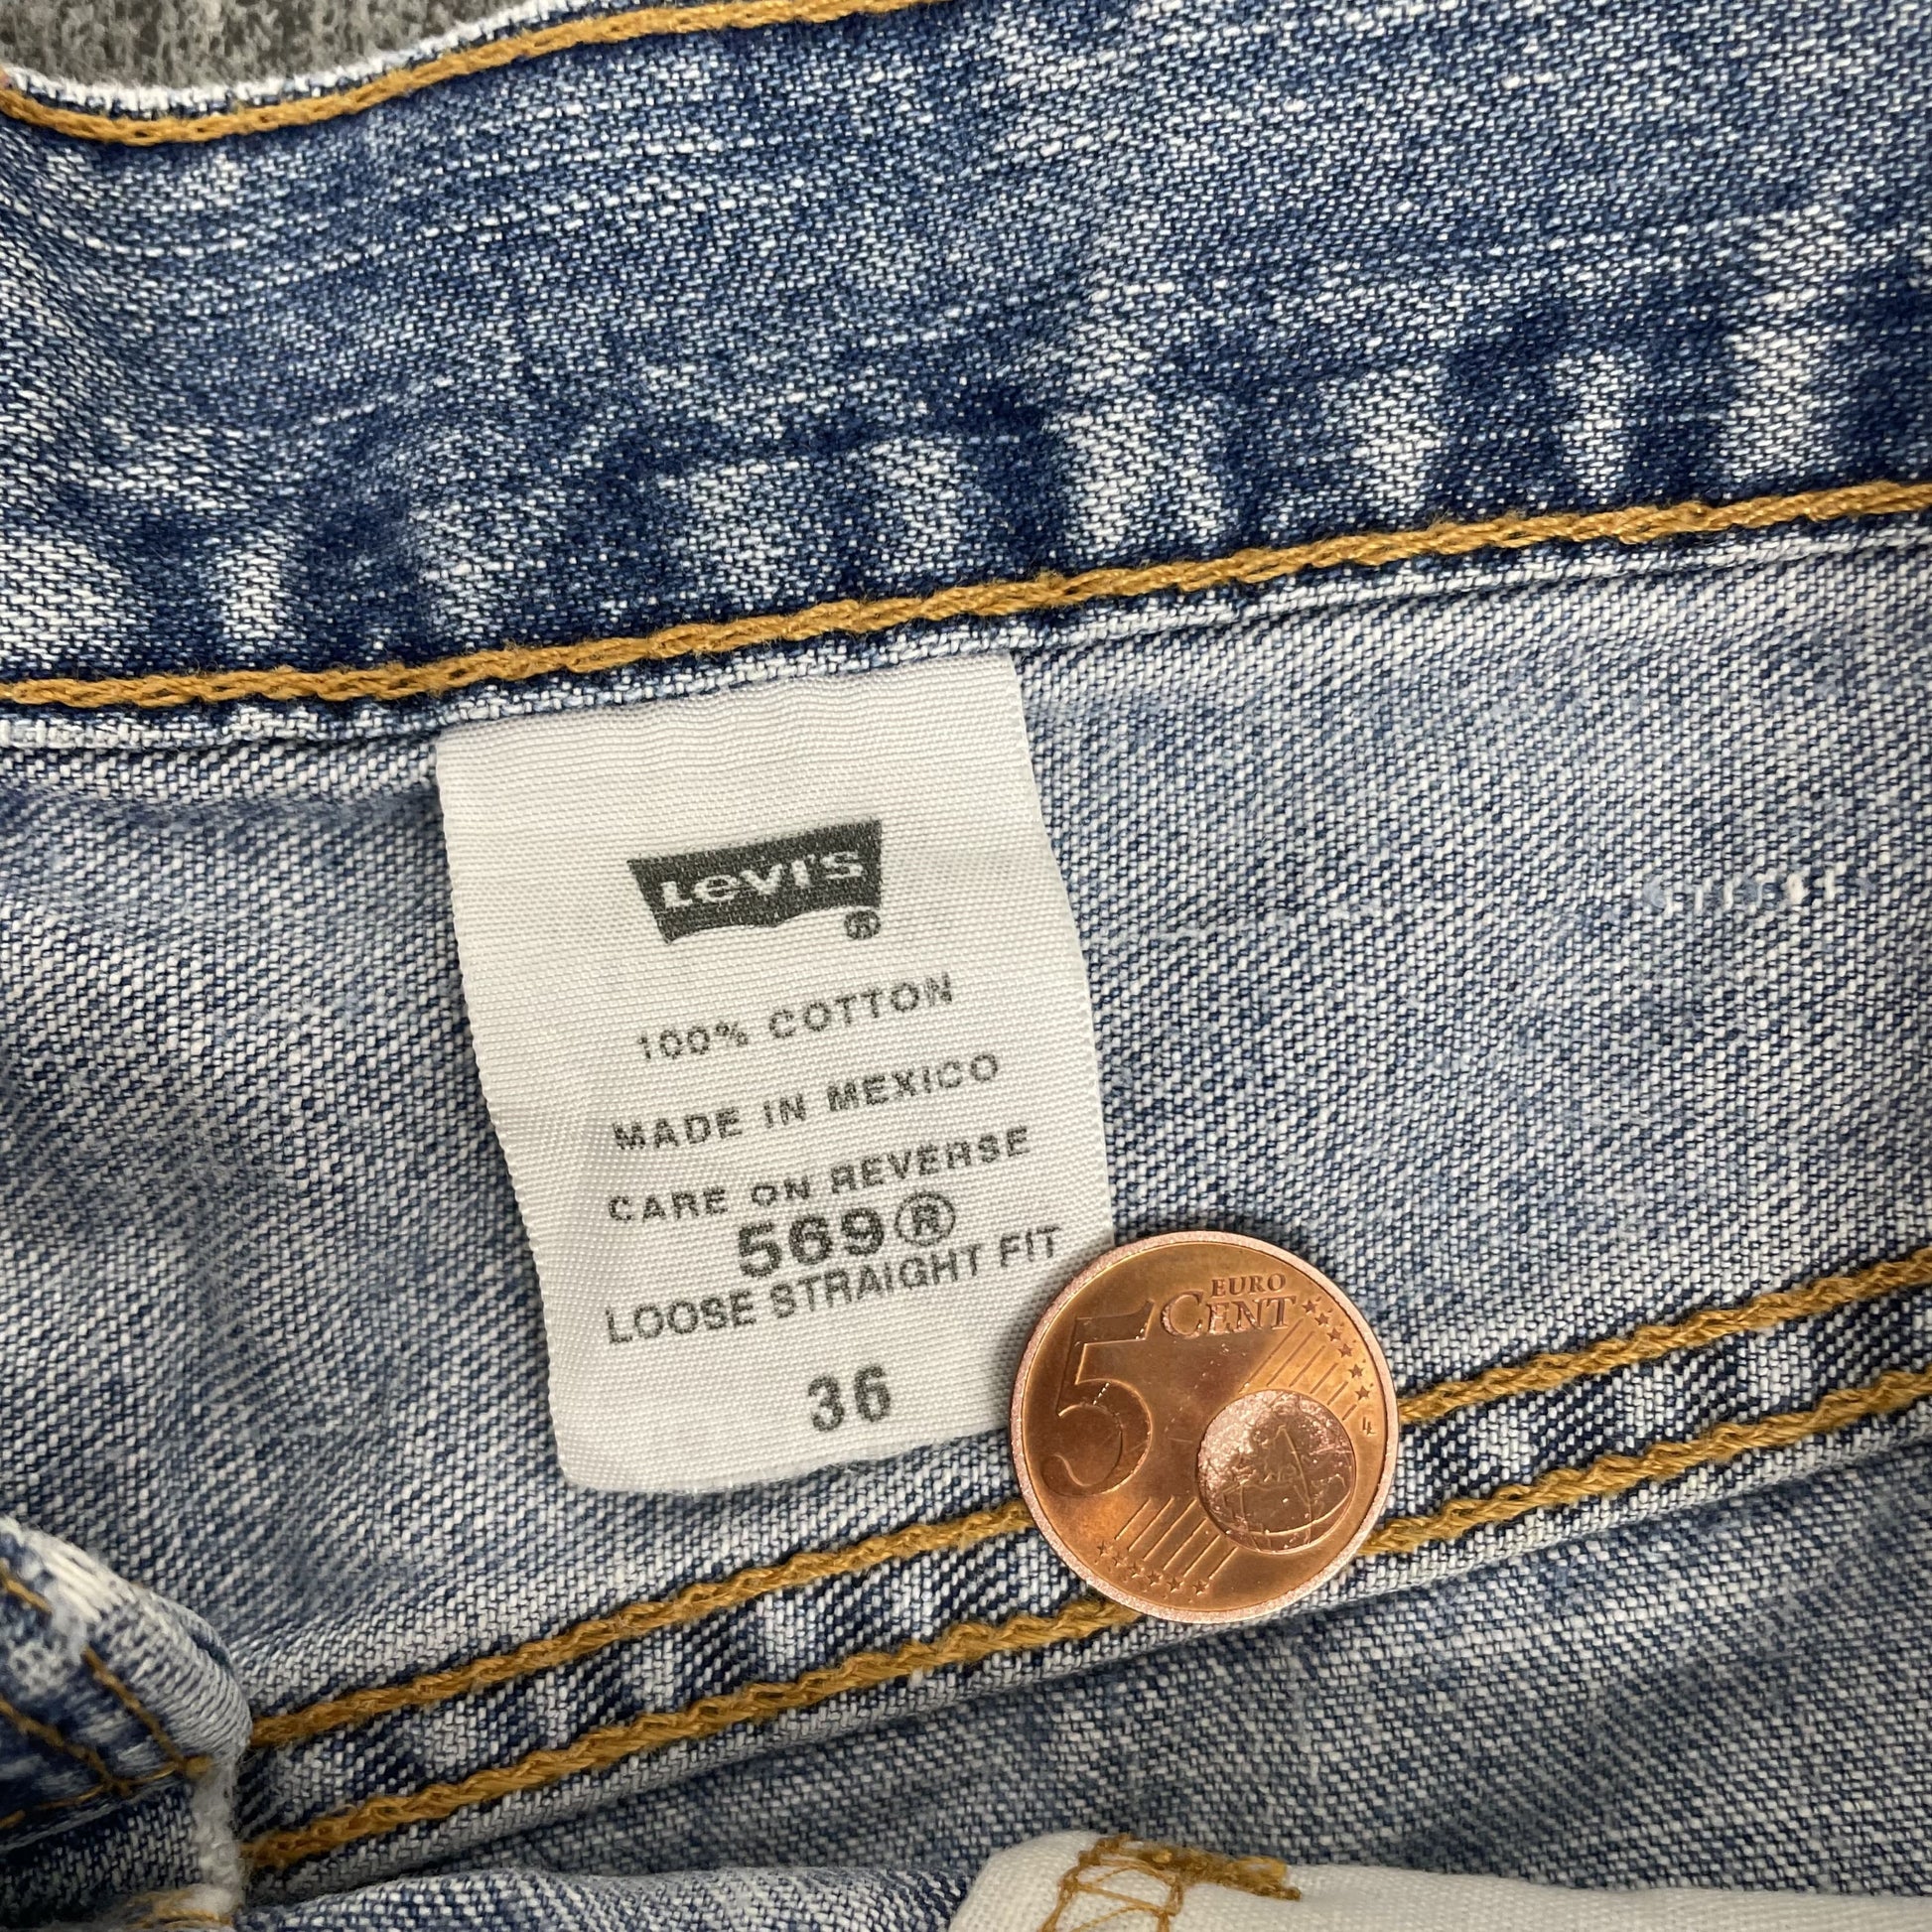 Levi's
®
100% COTTON
MADE IN MEXICO
CARE ON REVERSE
569®
LOOSE STRAIGHT FIT
36
5
EURO
CENT